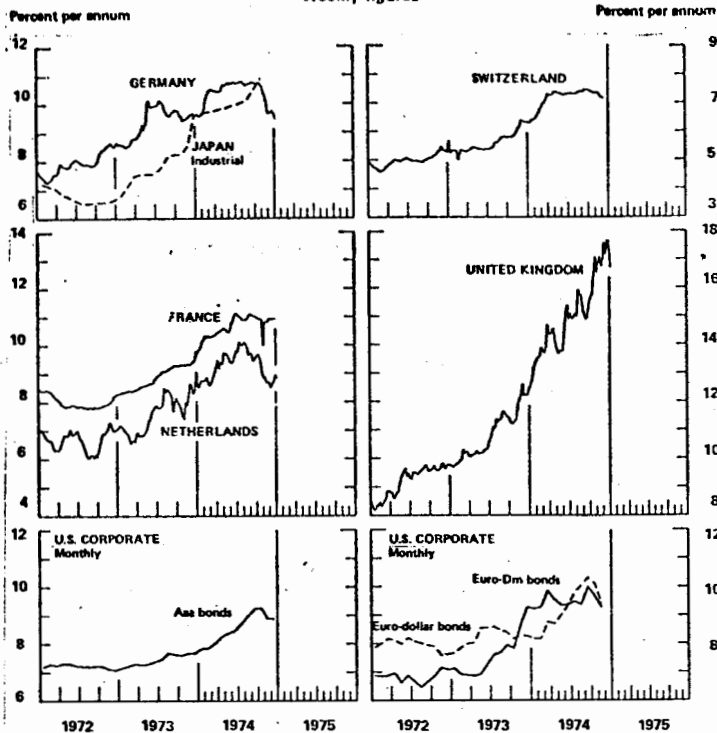 Percent per annum
Percent per annum
12
10
8
6
GERMANY
JAPAN
Industrial
9
7
5
3
SWITZERLAND
14
12
10
8
6
4
FRANCE
NETHERLANDS
18
16
14
12
10
8
UNITED KINGDOM
12
10
8
6
U.S. CORPORATE
Monthly
Aaa bonds
12
10
8
U.S. CORPORATE
Monthly
Euro-Dm bonds
Euro-dollar bonds
1972 1973 1974 1975
1972 1973 1974 1975